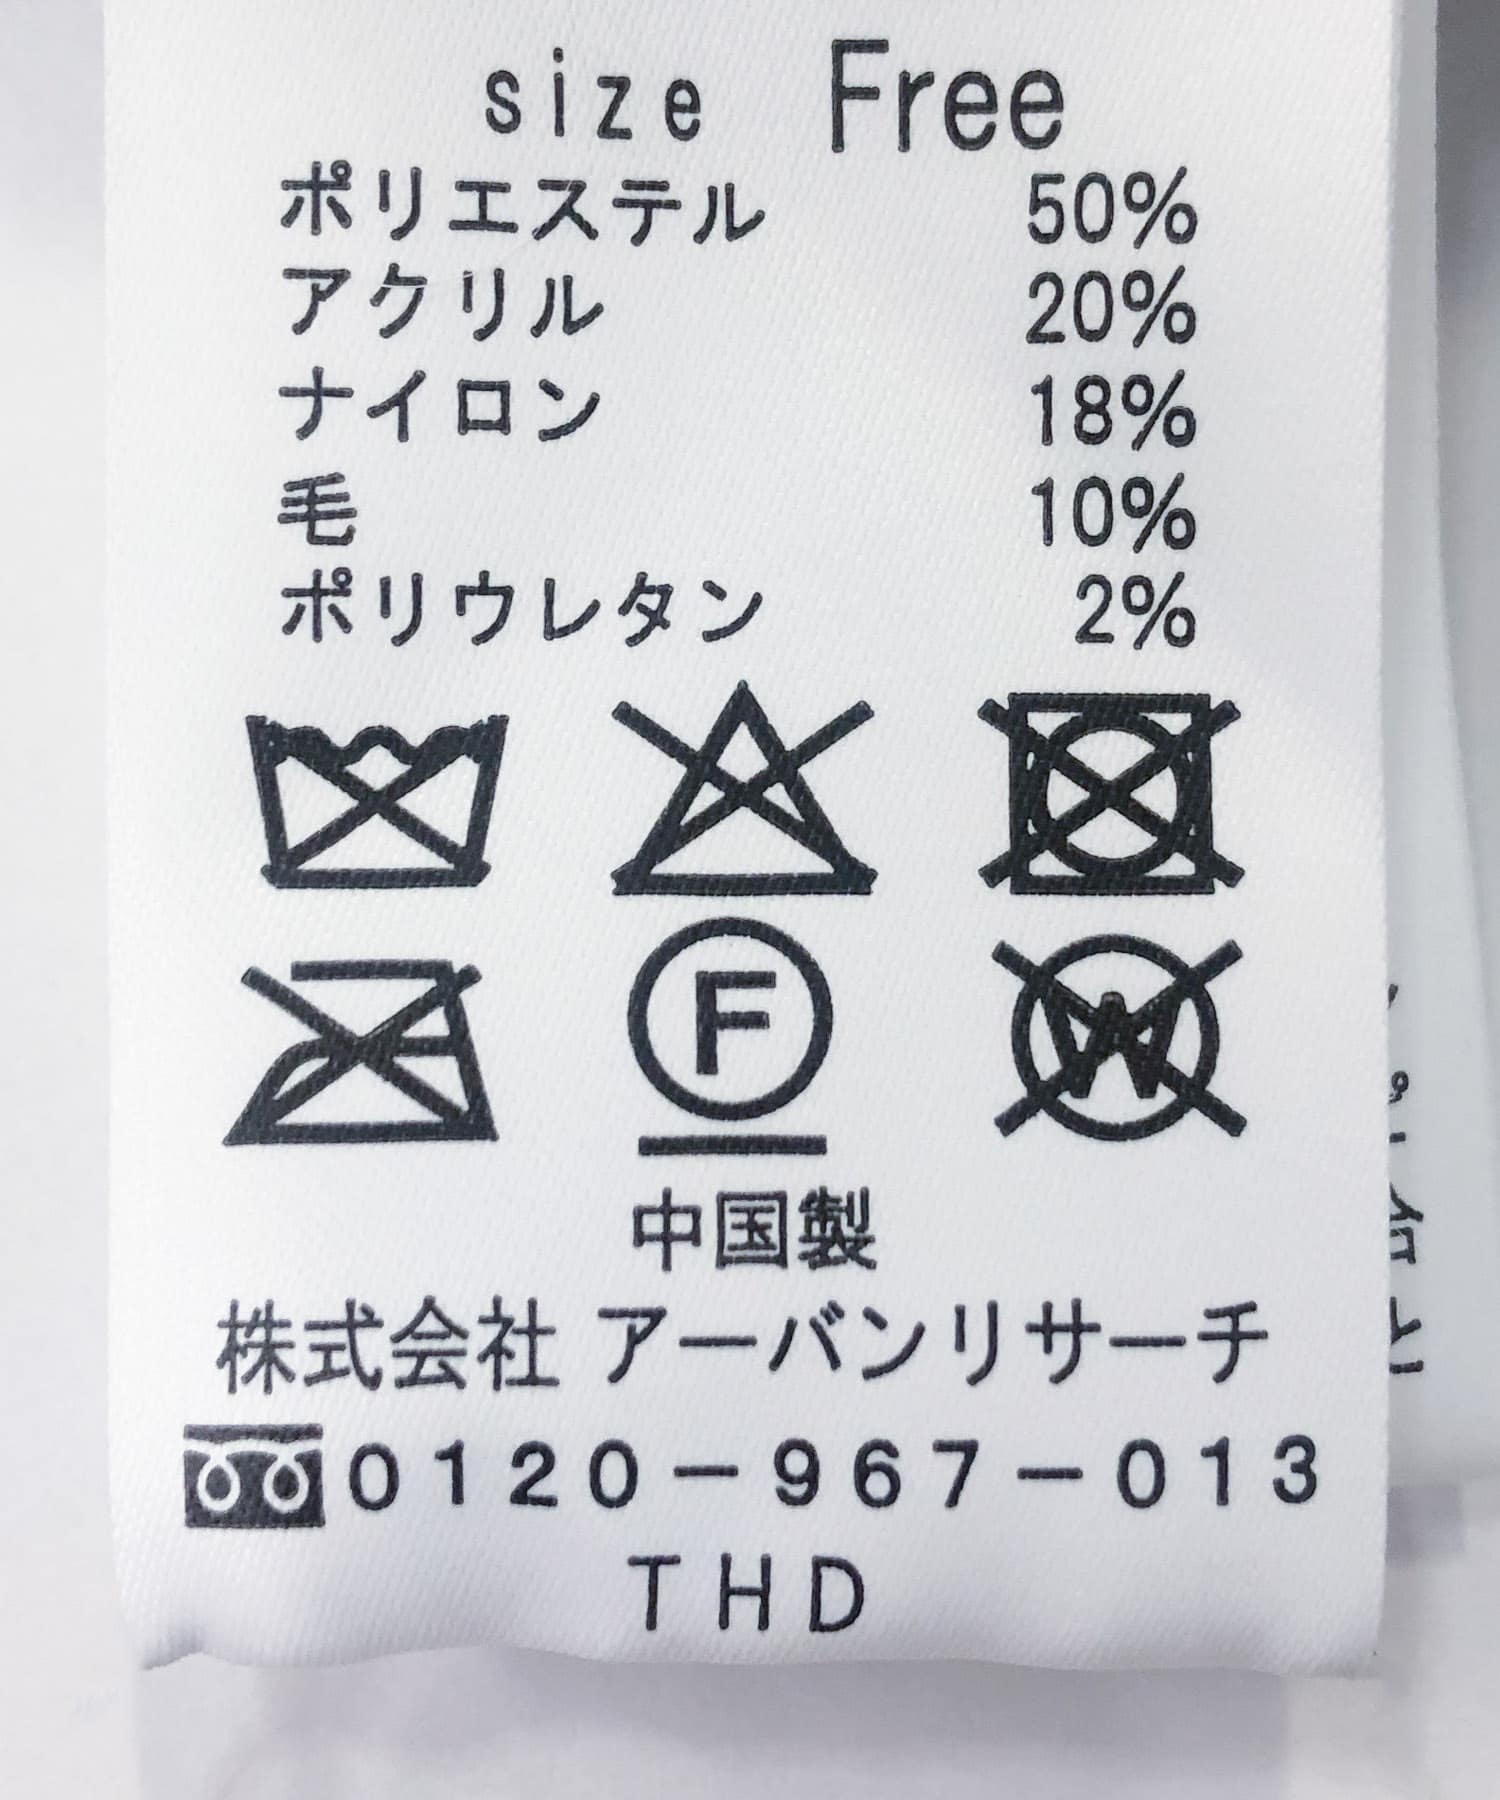 size Free
ポリエステル 50%
アクリル 20%
ナイロン 18%
毛 10%
ポリウレタン 2%
F
W
中国製
株式会社 アーバンリサーチ
0120-967-013
THD